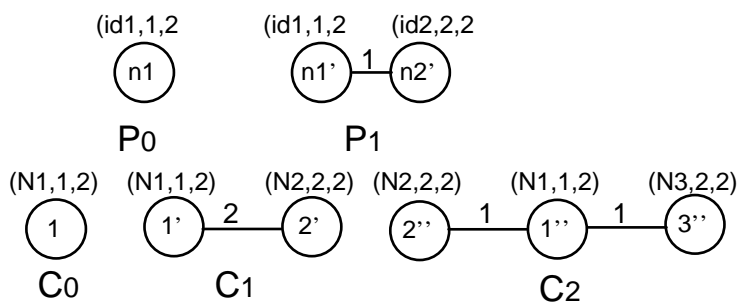 (id1,1,2 (id1,1,2 (id2,2,2
n1 n1’ 1 n2’
P0 P1
(N1,1,2) (N1,1,2) (N2,2,2) (N2,2,2) (N1,1,2) (N3,2,2)
1 1’ 2 2’ 2’’ 1 1’’ 1 3’’
C0 C1 C2